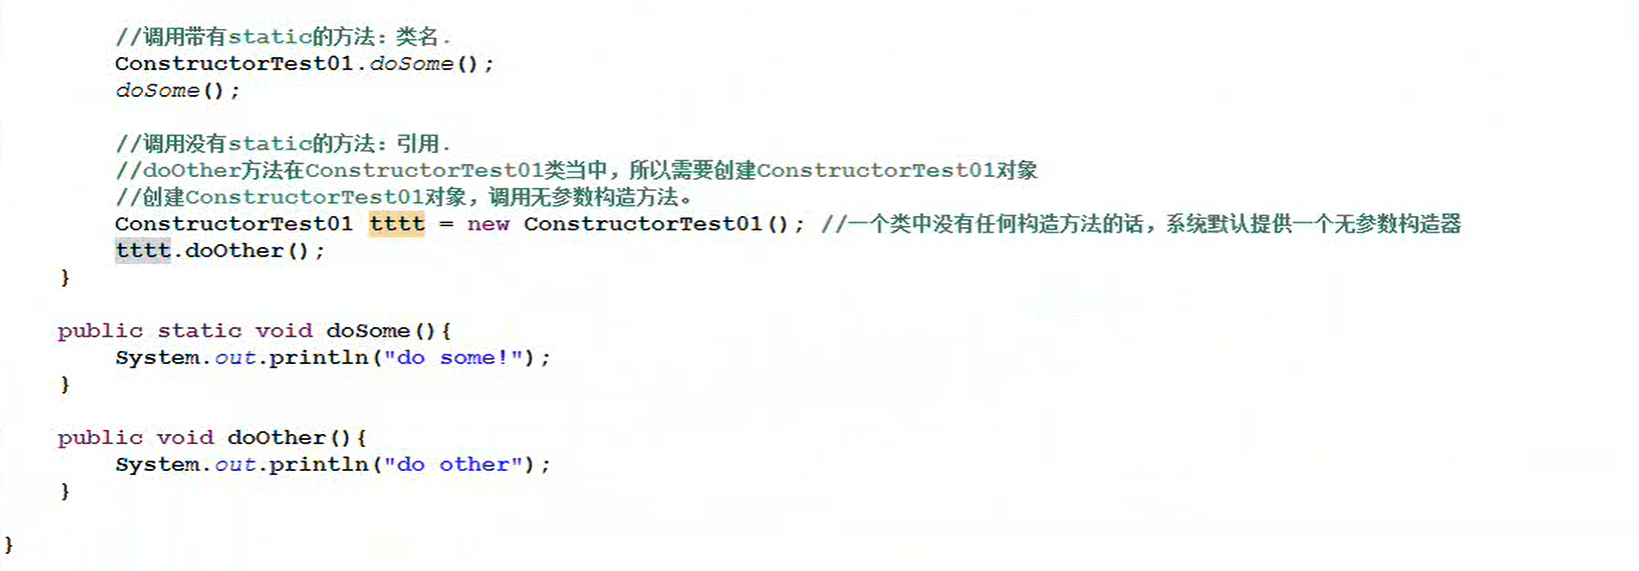 //调用带有static的方法：类名.
ConstructorTest01.doSome();
doSome();
//调用没有static的方法：引用.
//doOther方法在ConstructorTest01类当中，所以需要创建ConstructorTest01对象
//创建ConstructorTest01对象，调用无参数构造方法。
ConstructorTest01 tttt = new ConstructorTest01(); //一个类中没有任何构造方法的话，系统默认提供一个无参数构造器
tttt.doOther();
}
public static void doSome(){
System.out.println("do some!");
}
public void doOther(){
System.out.println("do other");
}
}